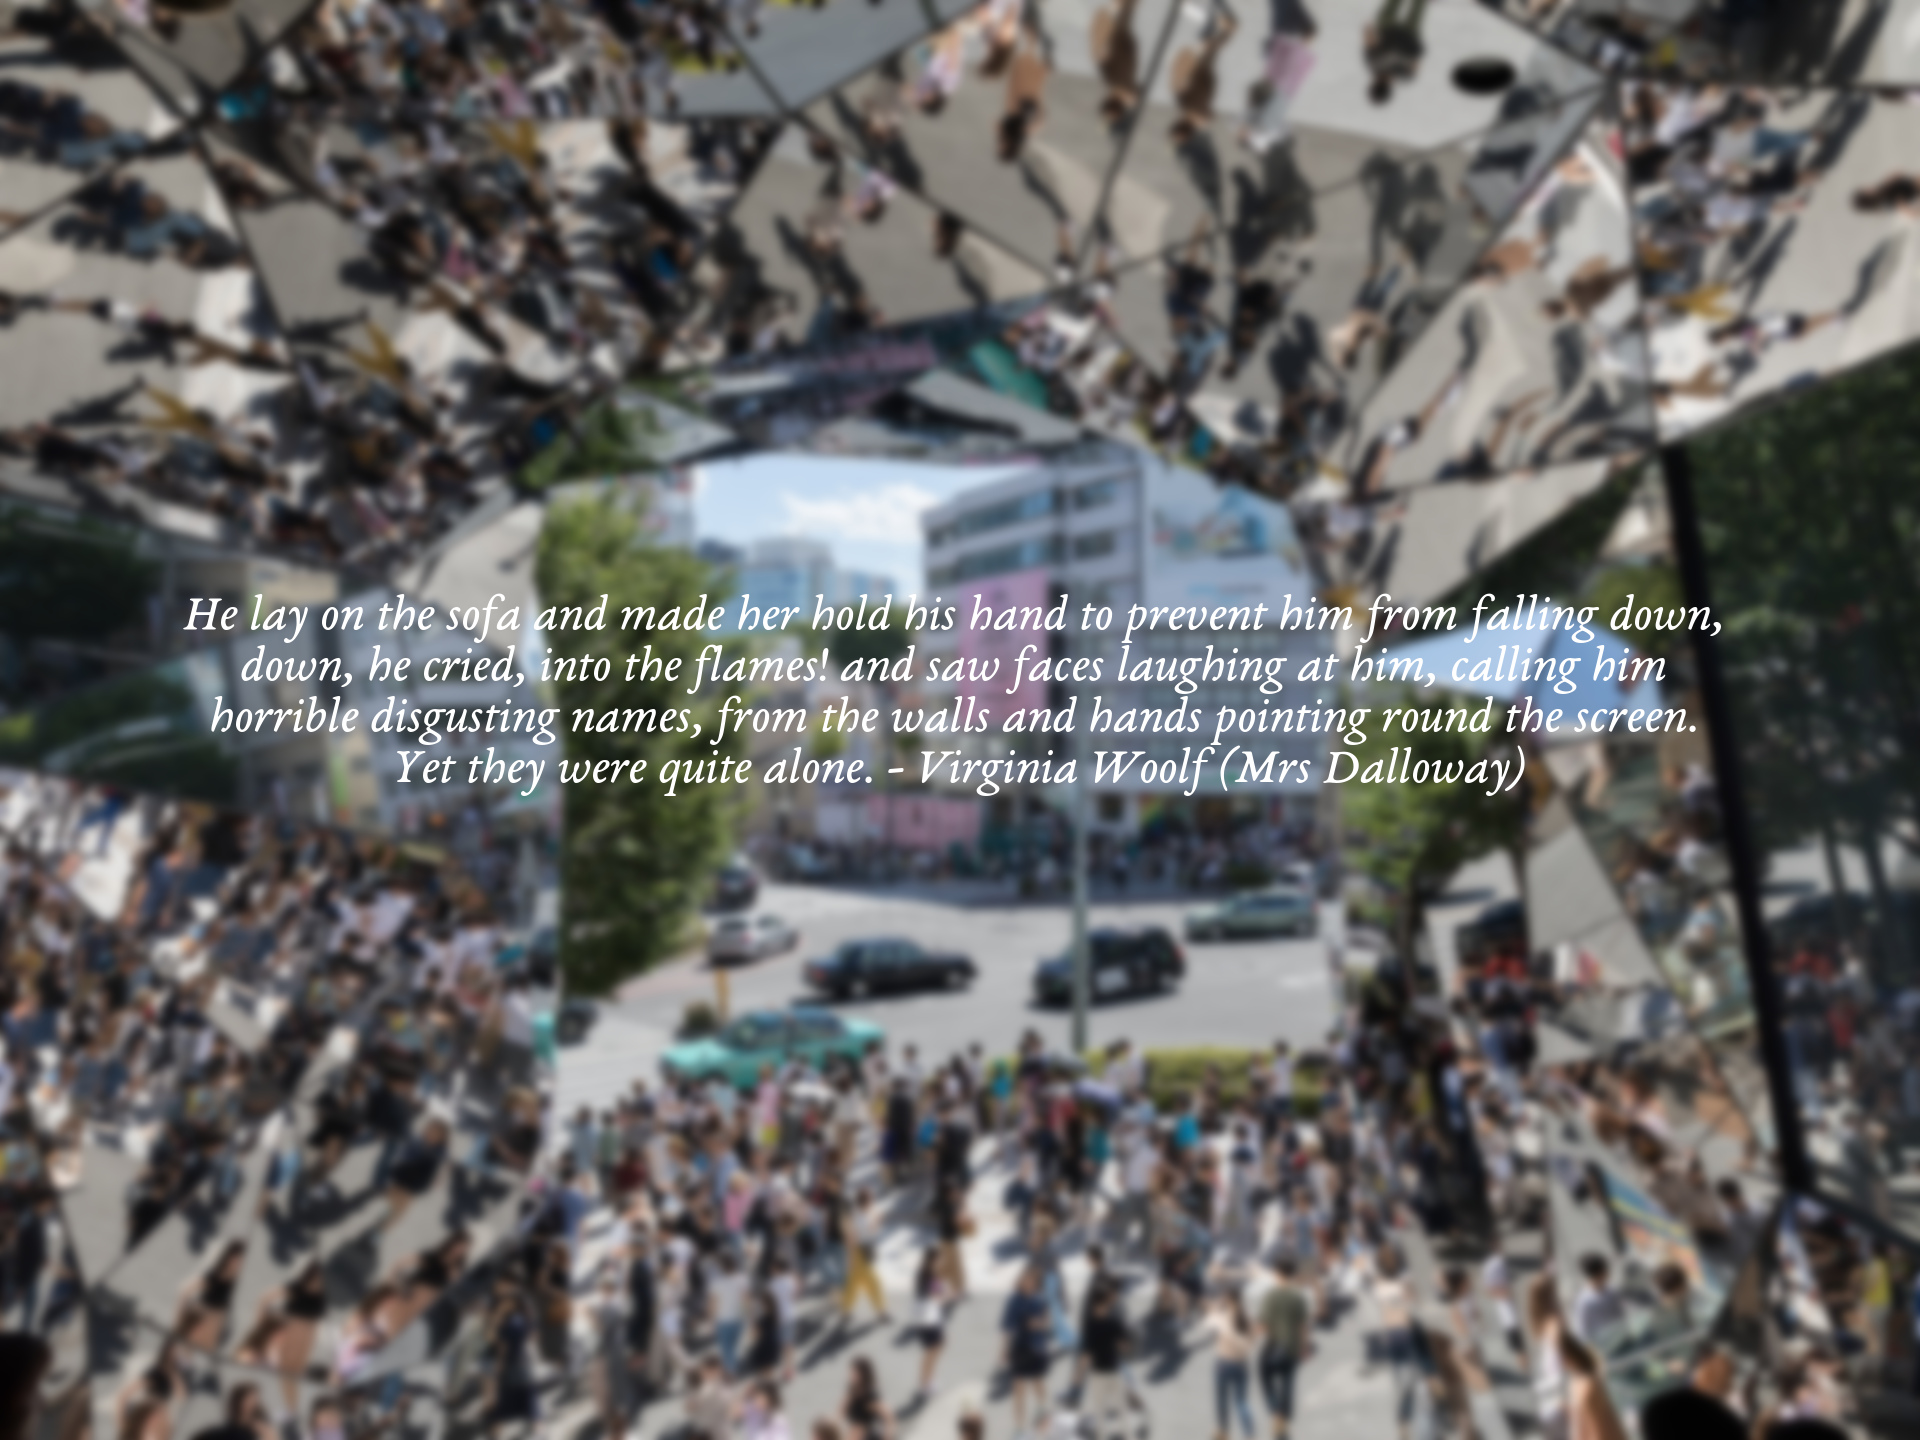 He lay on the sofa and made her hold his hand to prevent him from falling down,
down, he cried, into the flames! and saw faces laughing at him, calling him
horrible disgusting names, from the walls and hands pointing round the screen.
Yet they were quite alone. - Virginia Woolf (Mrs Dalloway)